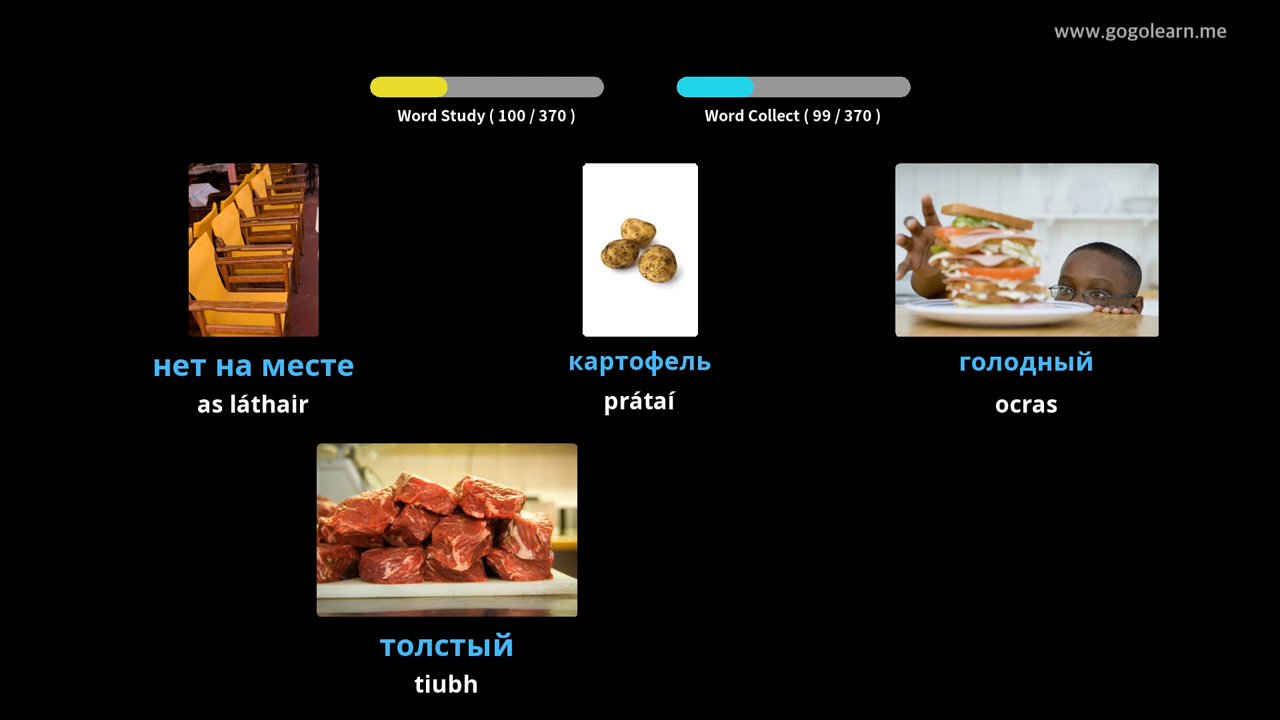 www.gogolearn.me
Word Study ( 100 / 370 )
Word Collect ( 99 / 370 )
нет на месте
as láthair
картофель
prátaí
голодный
ocras
толстый
tiubh